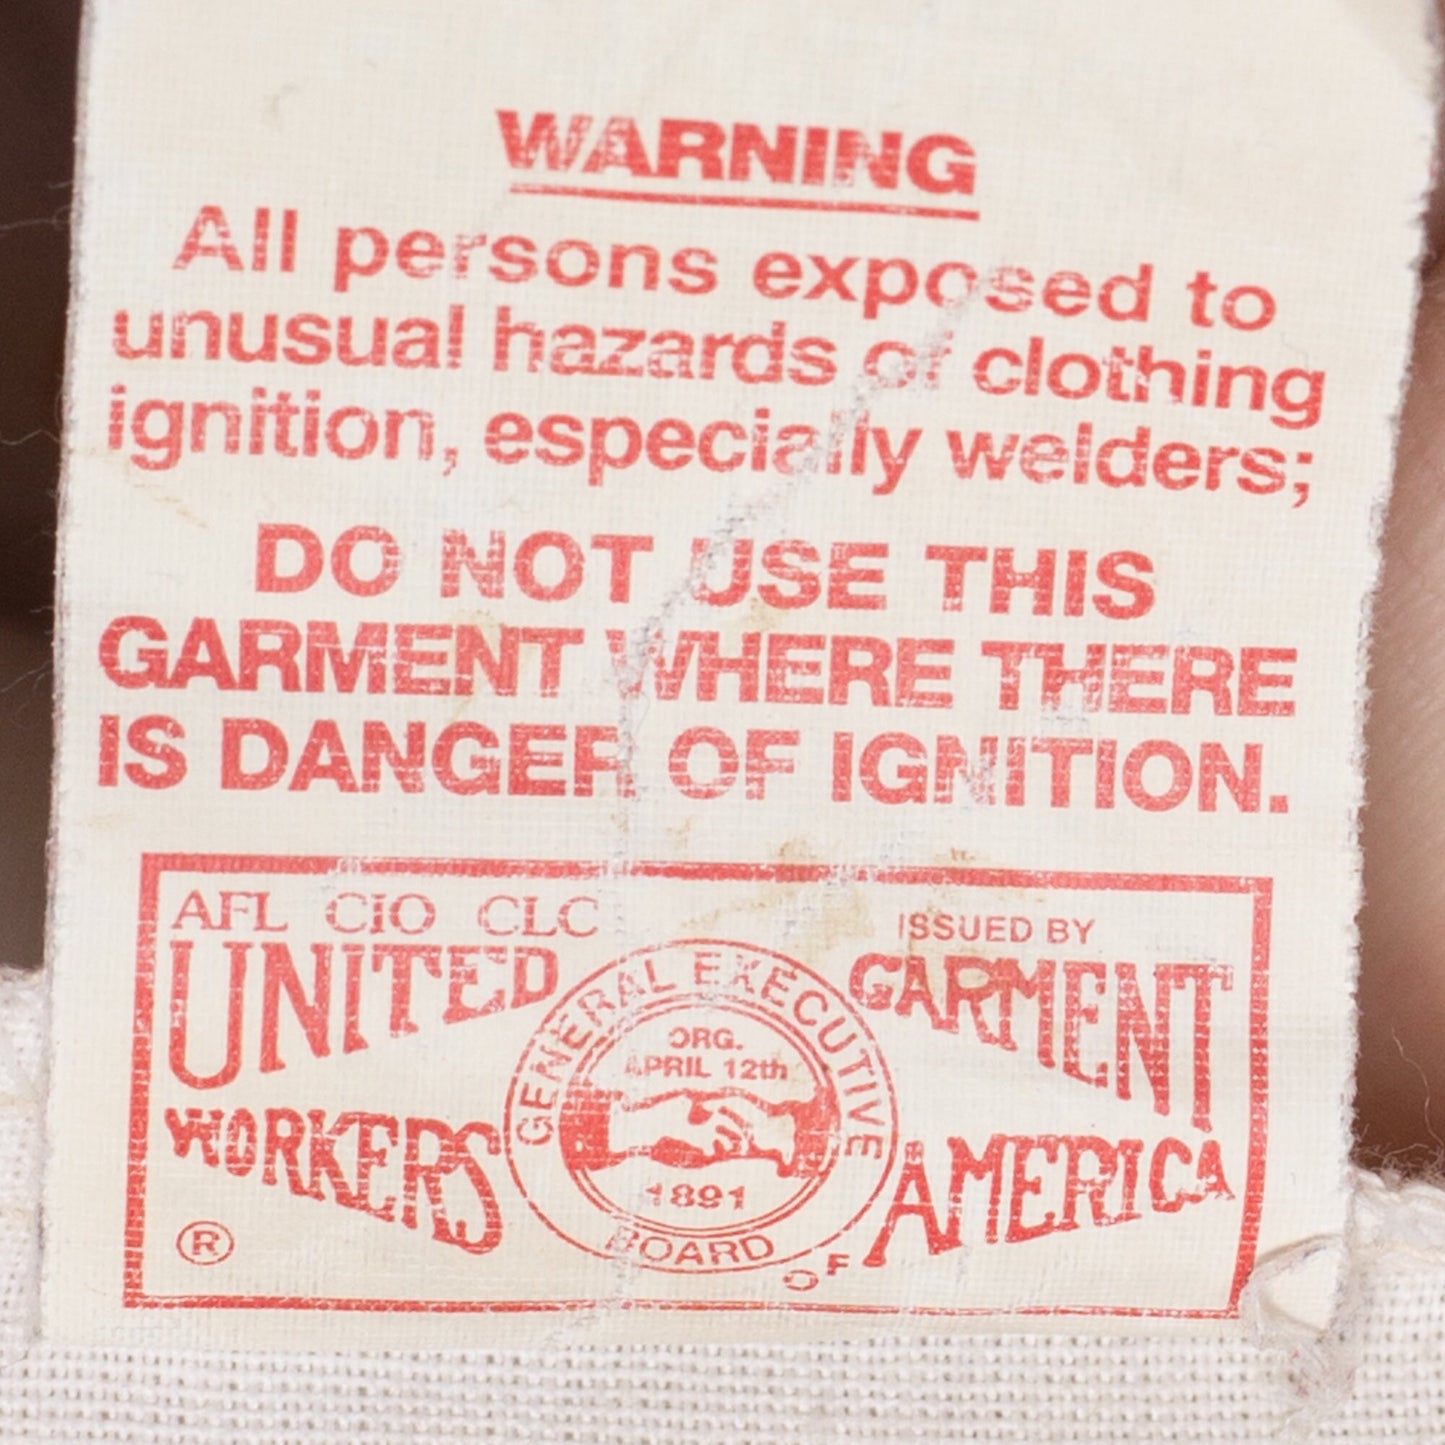 WARNING
All persons exposed to
unusual hazards of clothing
ignition, especially welders;
DO NOT USE THIS
GARMENT WHERE THERE
IS DANGER OF IGNITION.
AFL CIO CLC
ISSUED BY
UNITED
GARMENT
WORKERS
OF
AMERICA
GENERAL EXECUTIVE
BOARD
ORG.
APRIL 12th
1891
®